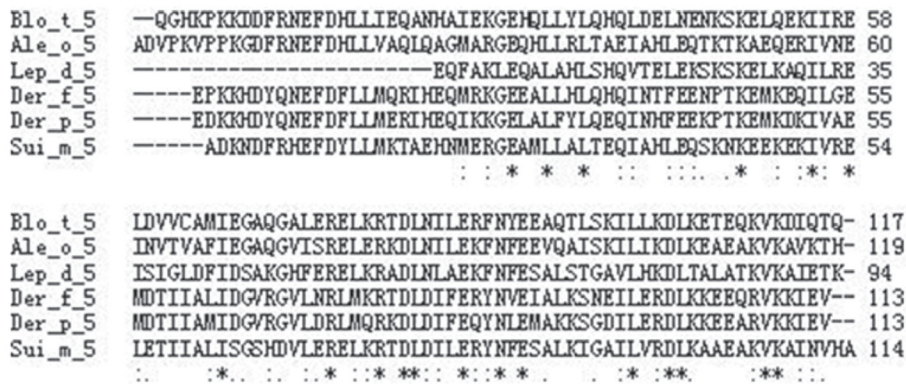 Blo_t_5 --QGHKPKKDDFRNEFDHLLIEQANHAIEKGEHQLLYLQHQLDELNENKSKELQEKIIRE 58
Ale_o_5 ADVPKVPPKGDFRNEFDHLLVAQLQAGMARGEQHLLRLTAEIAHLEQTKTKAEQERIVNE 60
Lep_d_5 -------------------------EQFAKLEQALAHLSHQVTELEKSKSKELKAQILRE 35
Der_f_5 -----EPKKHDYQNEFDFLLMQRIHEQMRKGEEALLHLQHQINTFEENPTKEMKEQILGE 55
Der_p_5 -----EDKKHDYQNEFDFLLMERIHEQIKKGELALFYLQEQINHFEEKPTKEMKDKIVAE 55
Sui_m_5 ------ADKNDFRHEFDYLLMKTAEHNMERGEAMLLALTEQIAHLEQSKNKEEKEKIVRE 54
: : * * * :: :::. .* : :*: *
Blo_t_5 LDVVCAMIEGAQGALERELKRTDLNILERFNYEEAQTLSKILLKDLKETEQKVKDIQTQ- 117
Ale_o_5 INVTVAFIEGAQGVISRELERKDLNILEKFNFEEVQAISKILIKDLKEAEAKVKAVKTH- 119
Lep_d_5 ISIGLDFIDSAKGHFERELKRADLNLAEKFNFESALSTGAVLHKDLTALATKVKAIETK- 94
Der_f_5 MDTIIALIDGVRGVLNRLMKRTDLDIFERYNVEIALKSNEILERDLKKEEQRVKKIEV-- 113
Der_p_5 MDTIIAMIDGVRGVLDRLMQRKDLDIFEQYNLEMAKKSGDILERDLKKEEARVKKIEV-- 113
Sui_m_5 LETIIALISGSHDVLERELKRTDLDILERYNFESALKIGAILVRDLKAAEAKVKAINVHA 114
:. :*.. :. :.* ::* **:: *::* * . . :* :**. :** ::.